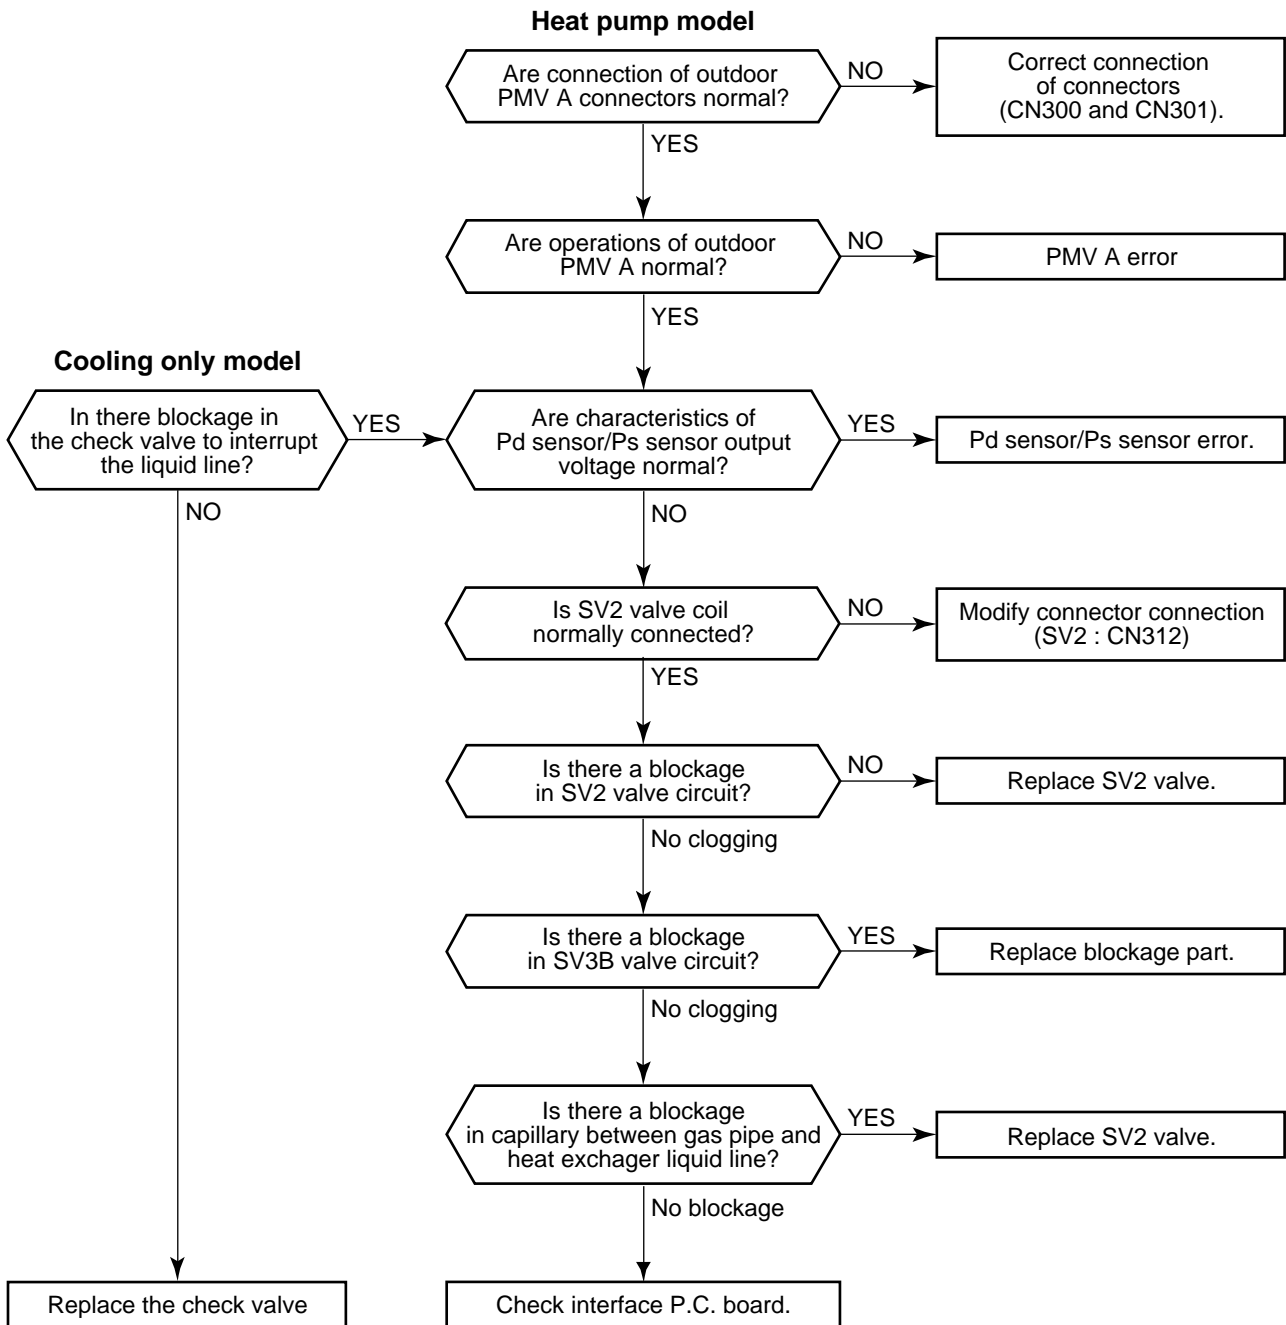 Heat pump model
Are connection of outdoor
PMV A connectors normal?
NO
Correct connection
of connectors
(CN300 and CN301).
YES
Are operations of outdoor
PMV A normal?
NO
PMV A error
YES
Cooling only model
In there blockage in
the check valve to interrupt
the liquid line?
YES
Are characteristics of
Pd sensor/Ps sensor output
voltage normal?
YES
Pd sensor/Ps sensor error.
NO
NO
Is SV2 valve coil
normally connected?
NO
Modify connector connection
(SV2 : CN312)
YES
Is there a blockage
in SV2 valve circuit?
NO
Replace SV2 valve.
No clogging
Is there a blockage
in SV3B valve circuit?
YES
Replace blockage part.
No clogging
Is there a blockage
in capillary between gas pipe and
heat exchager liquid line?
YES
Replace SV2 valve.
No blockage
Replace the check valve
Check interface P.C. board.